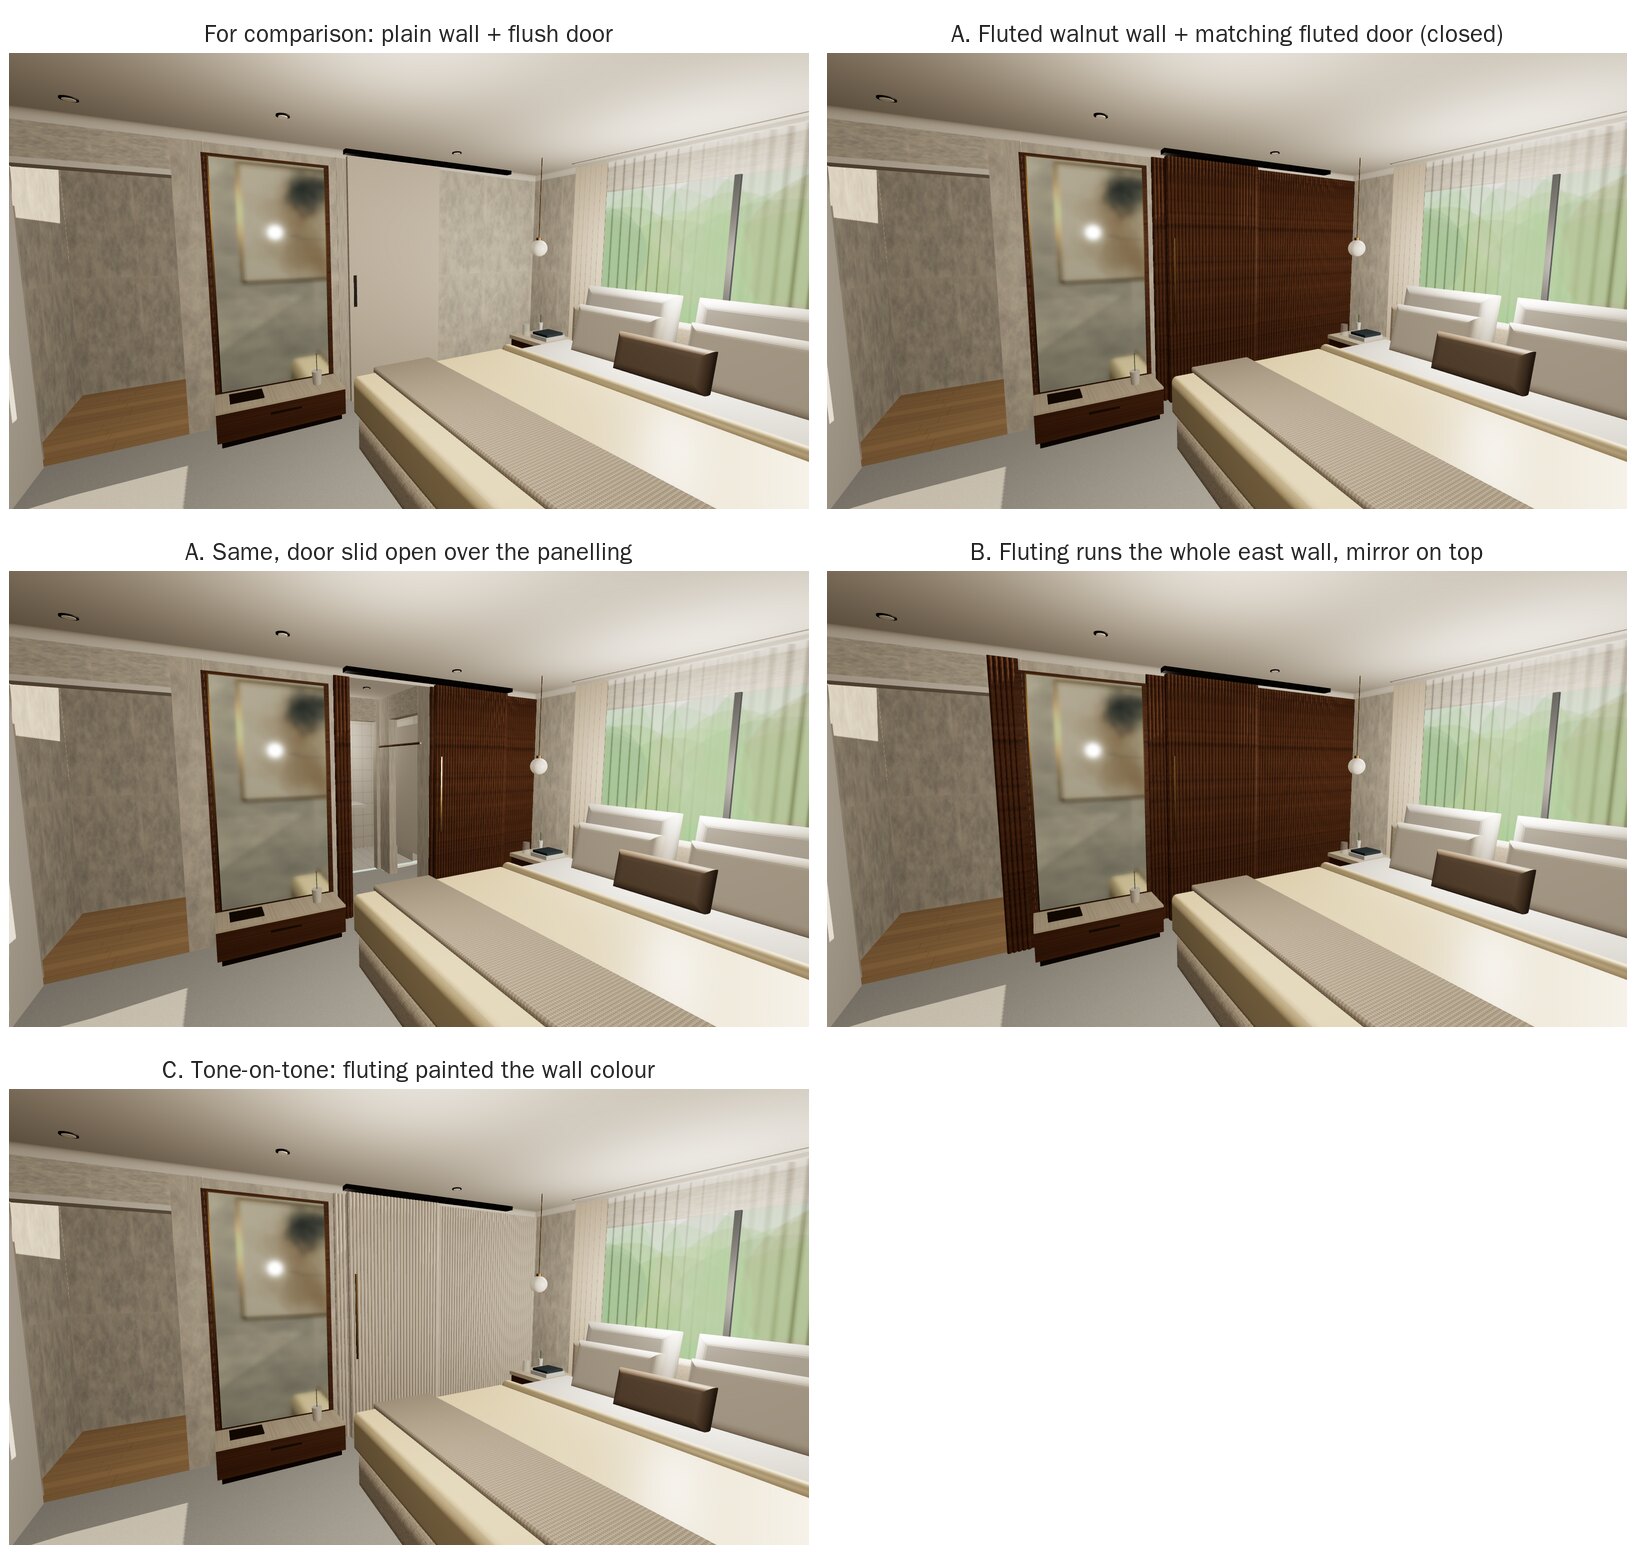 For comparison: plain wall + flush door
A. Fluted walnut wall + matching fluted door (closed)
A. Same, door slid open over the panelling
B. Fluting runs the whole east wall, mirror on top
C. Tone-on-tone: fluting painted the wall colour